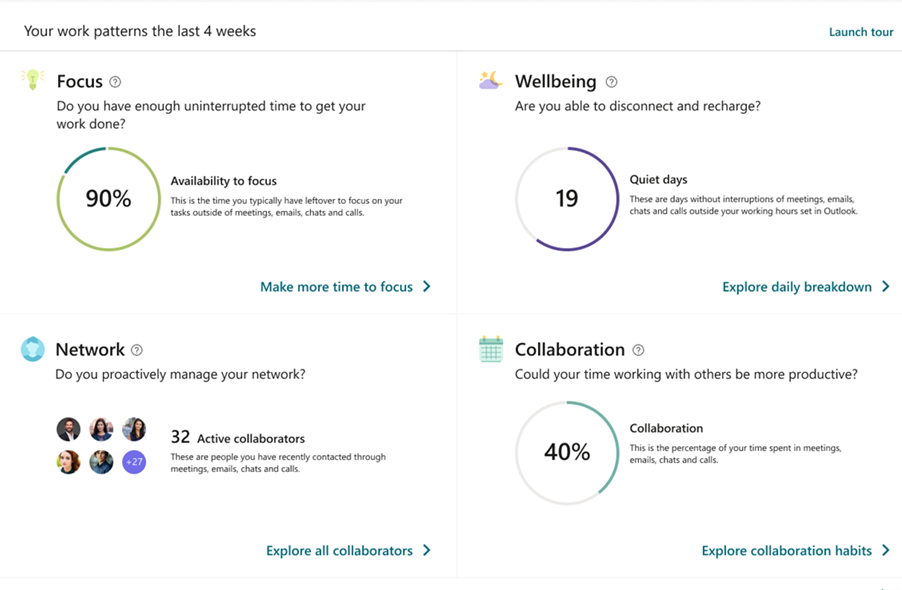 Your work patterns the last 4 weeks
Launch tour
Focus
Do you have enough uninterrupted time to get your
work done?
90%
Availability to focus
This is the time you typically have leftover to focus on your
tasks outside of meetings, emails, chats and calls.
Make more time to focus
Wellbeing
Are you able to disconnect and recharge?
19
Quiet days
These are days without interruptions of meetings, emails,
chats and calls outside your working hours set in Outlook.
Explore daily breakdown
Network
Do you proactively manage your network?
+27
32 Active collaborators
These are people you have recently contacted through
meetings, emails, chats and calls.
Explore all collaborators
Collaboration
Could your time working with others be more productive?
40%
Collaboration
This is the percentage of your time spent in meetings,
emails, chats and calls.
Explore collaboration habits